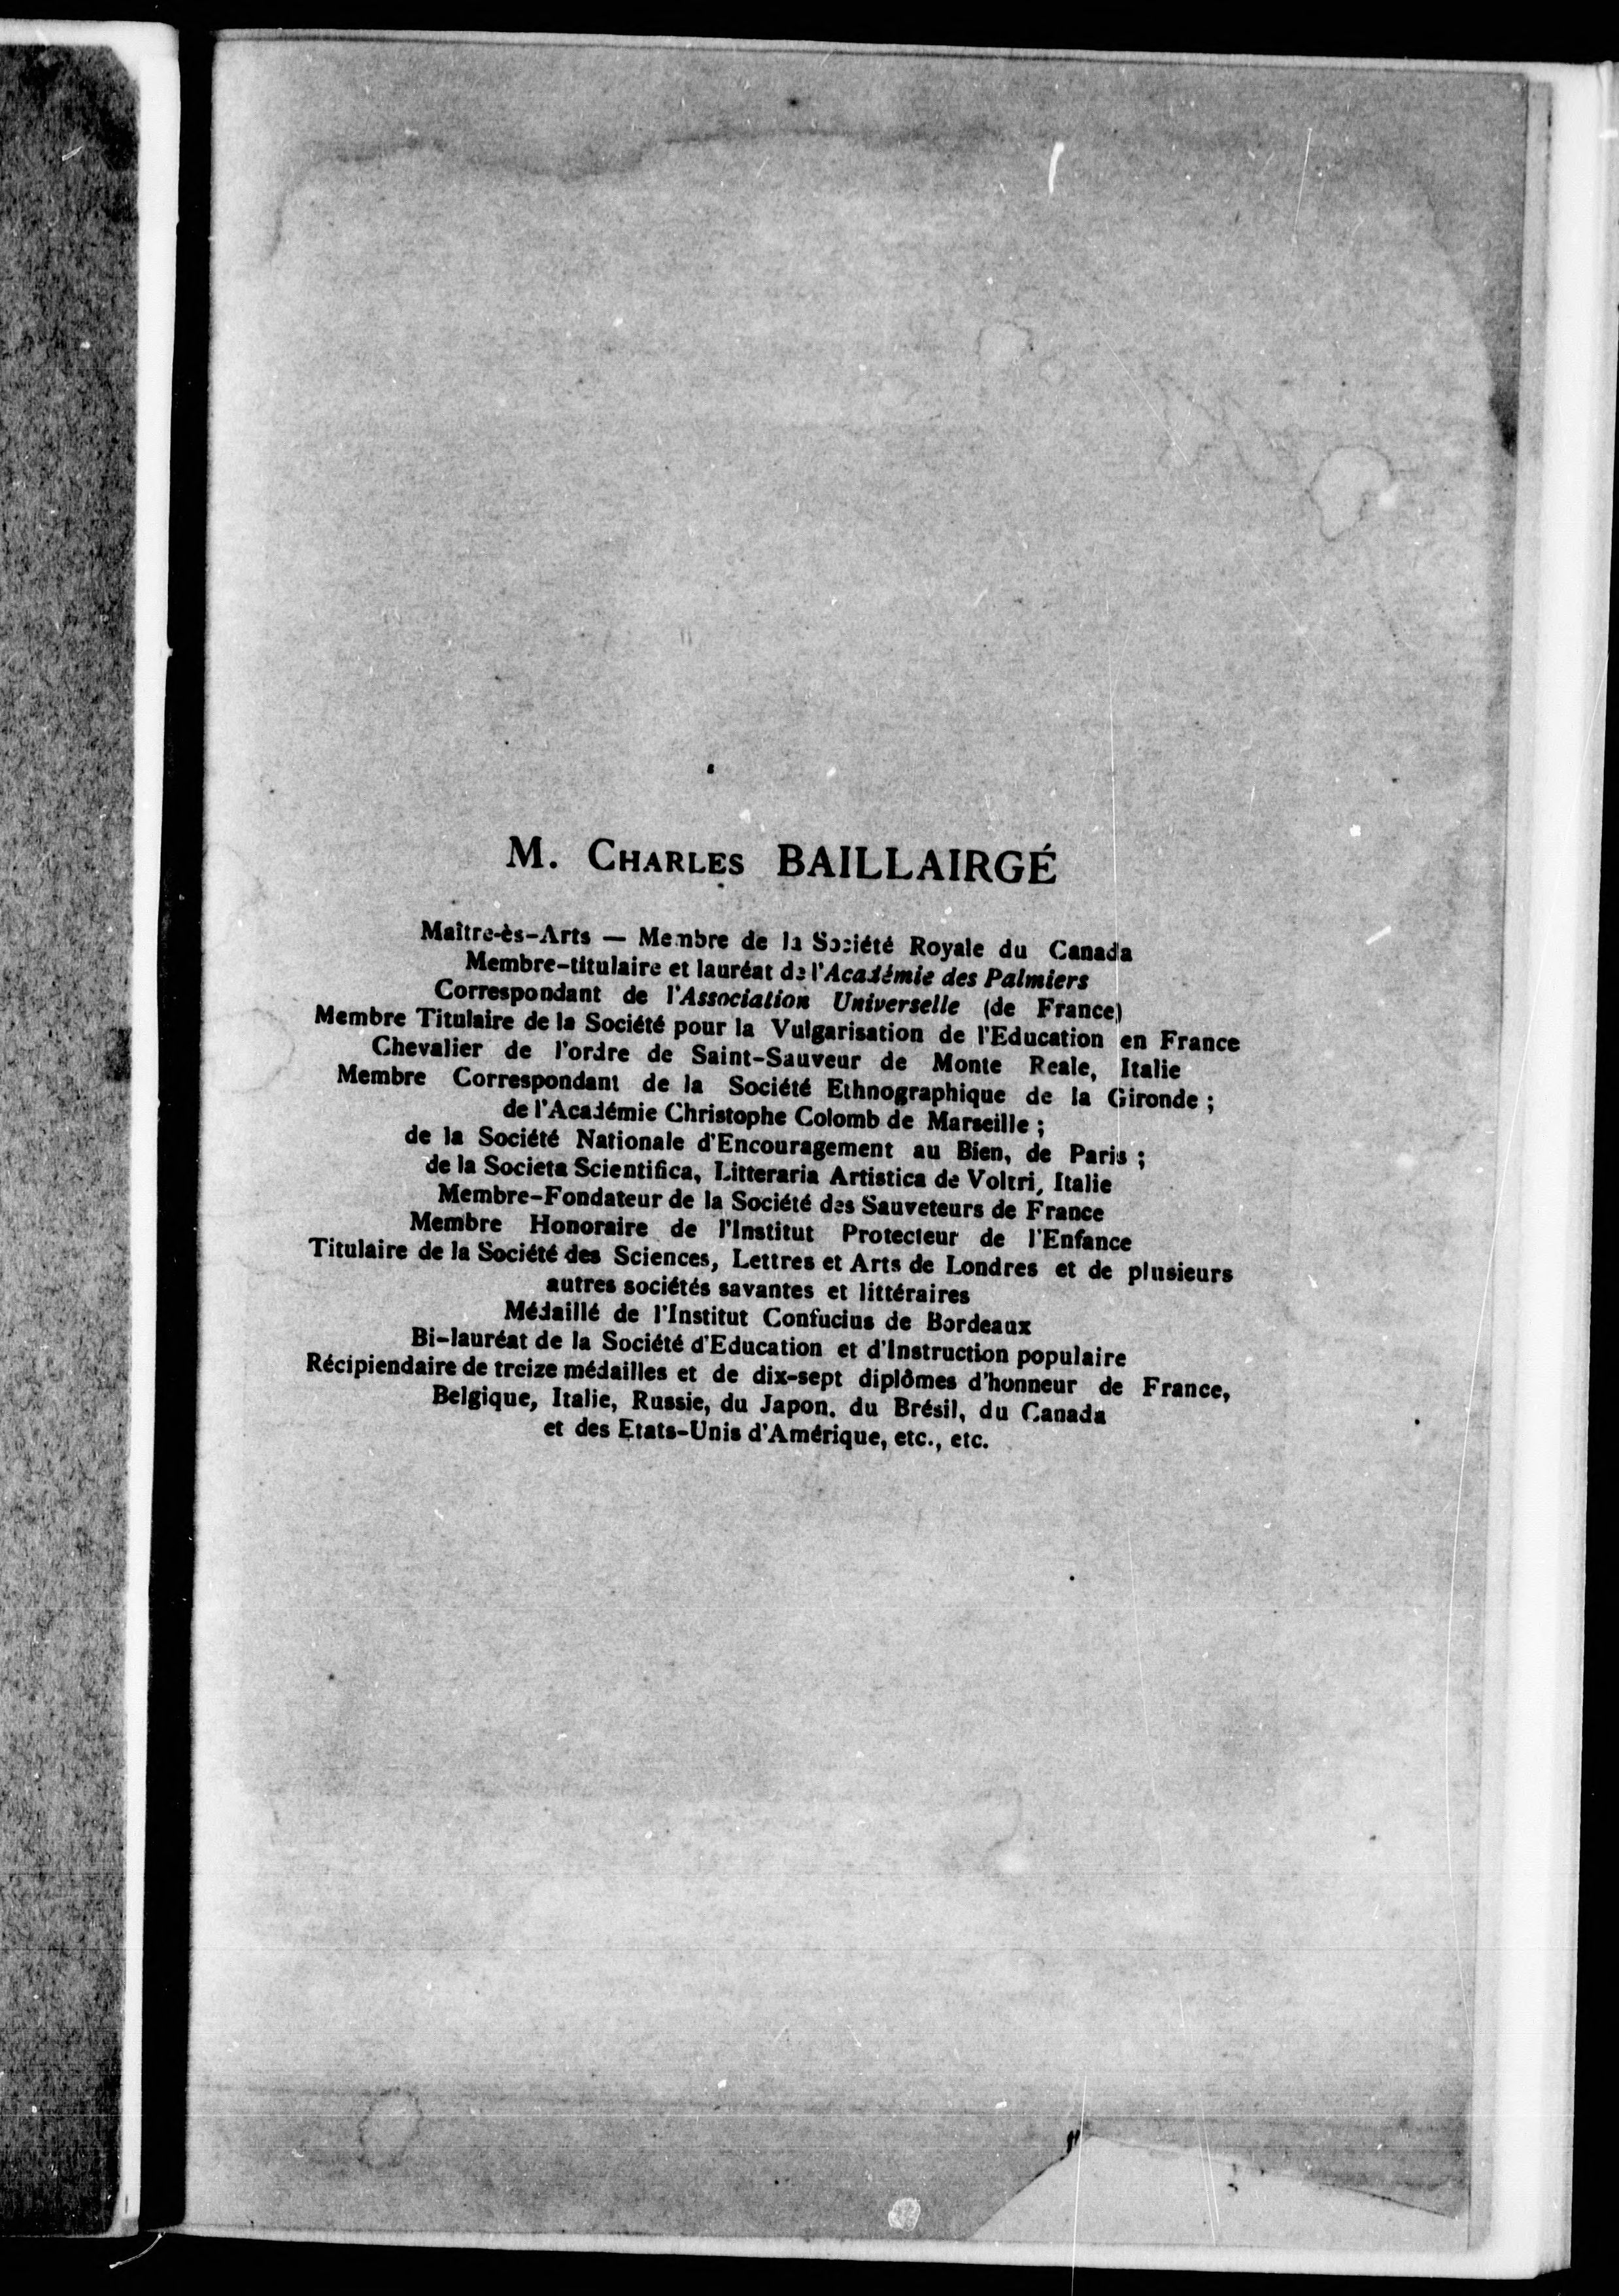 M. CHARLES BAILLAIRGÉ
Maître-ès-Arts — Membre de la Société Royale du Canada
Membre-titulaire et lauréat de l'Académie des Palmiers
Correspondant de l'Association Universelle (de France)
Membre Titulaire de la Société pour la Vulgarisation de l'Education en France
Chevalier de l'ordre de Saint-Sauveur de Monte Reale, Italie
Membre Correspondant de la Société Ethnographique de la Gironde ;
de l'Académie Christophe Colomb de Marseille ;
de la Société Nationale d'Encouragement au Bien, de Paris ;
de la Societa Scientifica, Litteraria Artistica de Voltri, Italie
Membre-Fondateur de la Société des Sauveteurs de France
Membre Honoraire de l'Institut Protecteur de l'Enfance
Titulaire de la Société des Sciences, Lettres et Arts de Londres et de plusieurs
autres sociétés savantes et littéraires
Médaillé de l'Institut Confucius de Bordeaux
Bi-lauréat de la Société d'Education et d'Instruction populaire
Récipiendaire de treize médailles et de dix-sept diplômes d'honneur de France,
Belgique, Italie, Russie, du Japon, du Brésil, du Canada
et des Etats-Unis d'Amérique, etc., etc.